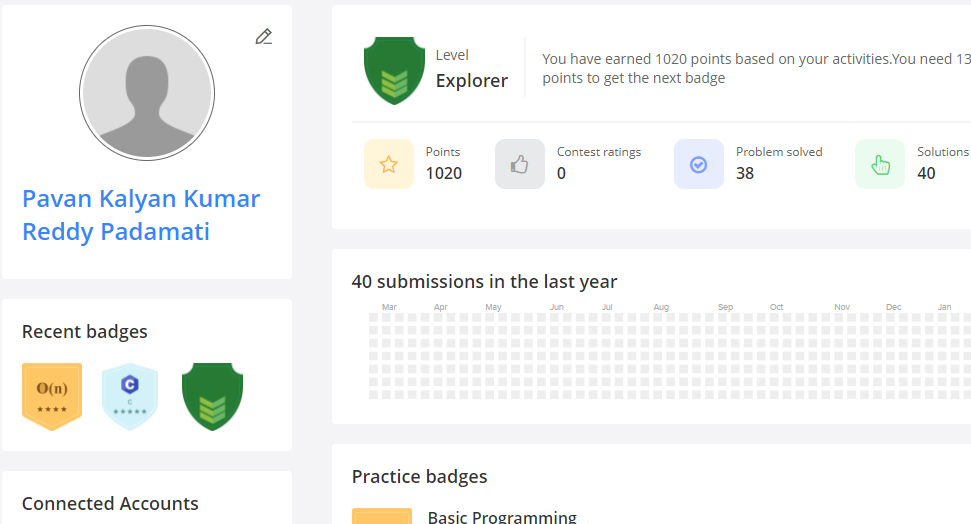 Pavan Kalyan Kumar
Reddy Padamati
Recent badges
O(n)
C
C
Connected Accounts
Level
Explorer
You have earned 1020 points based on your activities.You need 13
points to get the next badge
Points
1020
Contest ratings
0
Problem solved
38
Solutions
40
40 submissions in the last year
Mar Apr May Jun Jul Aug Sep Oct Nov Dec Jan
Practice badges
Basic Programming